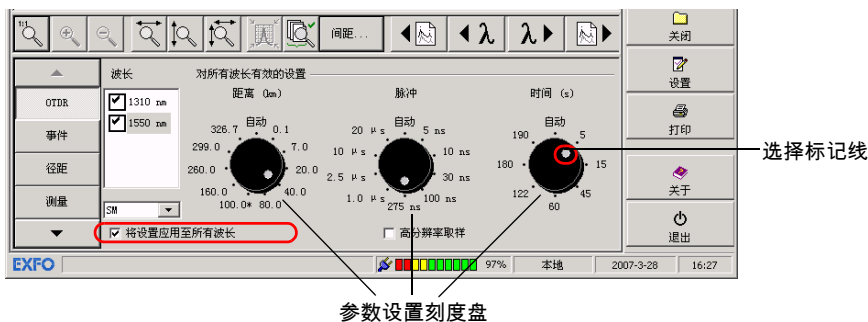 1:1
间距...
λ
λ
关闭
设置
打印
关于
退出
OTDR
事件
径距
测量
波长
1310 nm
1550 nm
SM
将设置应用至所有波长
对所有波长有效的设置
距离 (km)
自动
0.1
7.0
20.0
40.0
80.0
100.0*
160.0
260.0
299.0
326.7
脉冲
自动
5 ns
10 ns
30 ns
100 ns
275 ns
1.0 μs
2.5 μs
10 μs
20 μs
高分辨率取样
时间 (s)
自动
5
15
45
60
122
180
190
选择标记线
EXFO
97%
本地
2007-3-28
16:27
参数设置刻度盘